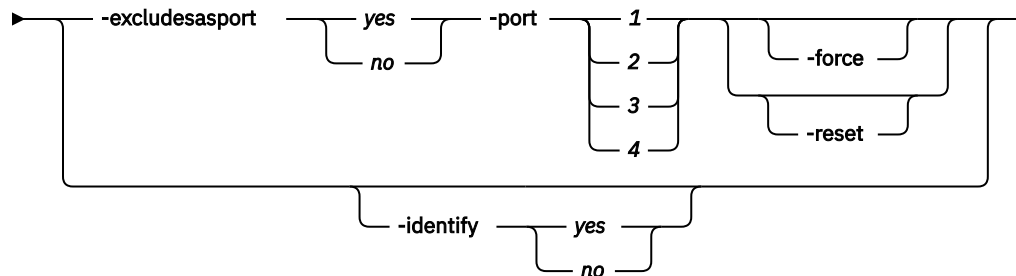 -excludesasport yes -port 1
no 2 -force
3
4 -reset
-identify yes
no